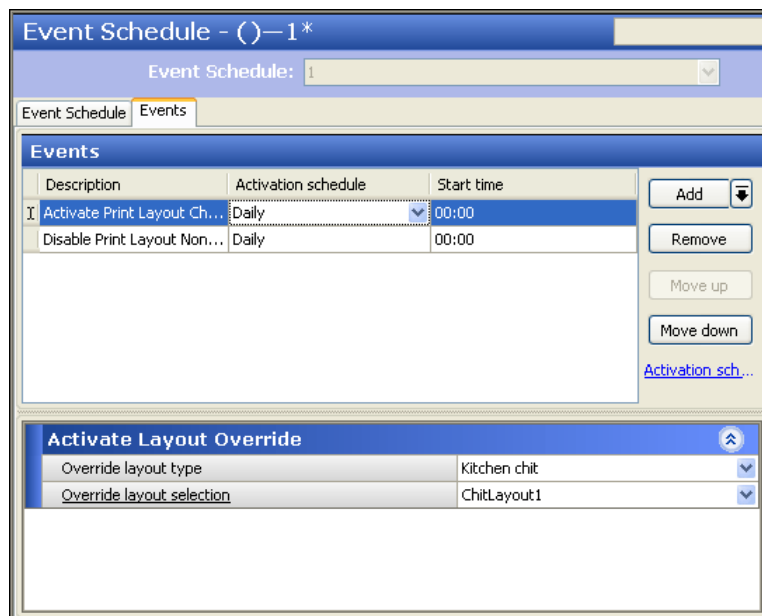 Event Schedule - ()—1*
Event Schedule: 1
Event Schedule Events
Events
Description Activation schedule Start time
Activate Print Layout Ch... Daily 00:00
Disable Print Layout Non... Daily 00:00
Add
Remove
Move up
Move down
Activation sch...
Activate Layout Override
Override layout type Kitchen chit
Override layout selection ChitLayout1